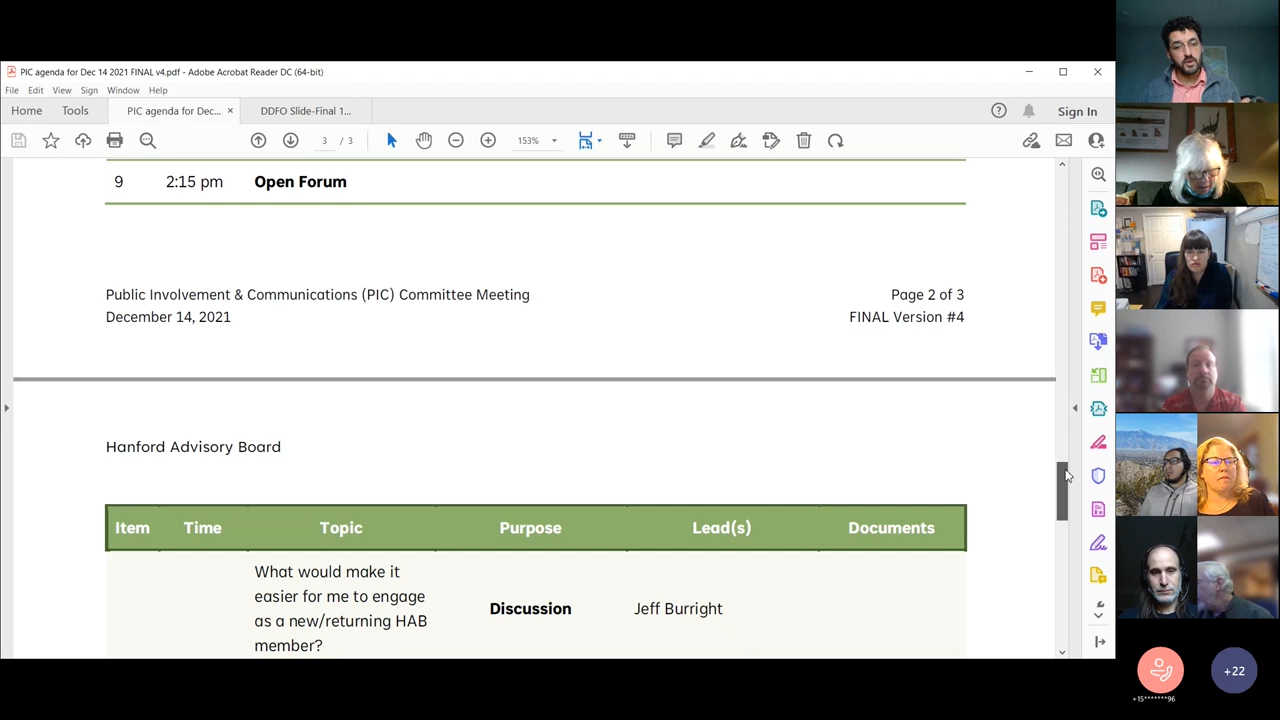 PIC agenda for Dec 14 2021 FINAL v4.pdf - Adobe Acrobat Reader DC (64-bit)
File Edit View Sign Window Help
Home Tools PIC agenda for Dec... × DDFO Slide-Final 1... Sign In
3 / 3 153%
9 2:15 pm Open Forum
Public Involvement & Communications (PIC) Committee Meeting Page 2 of 3
December 14, 2021 FINAL Version #4
Hanford Advisory Board
Item Time Topic Purpose Lead(s) Documents
What would make it
easier for me to engage
as a new/returning HAB
member?
Discussion Jeff Burright
+15*******96
+22